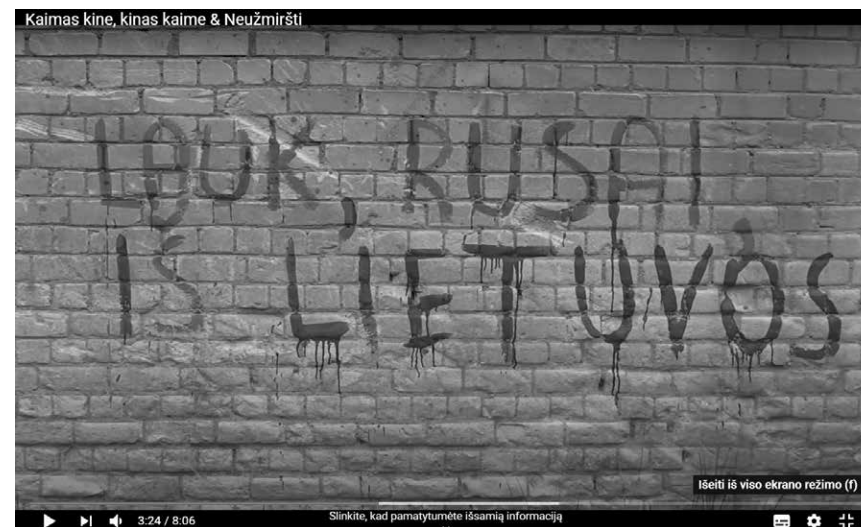 Kaimas kine, kinas kaime & Neužmiršti
LAUK, RUSAI
IŠ LIETUVOS
Išeiti iš viso ekrano režimo (f)
3:24 / 8:06
Slinkite, kad pamatytumėte išsamią informaciją